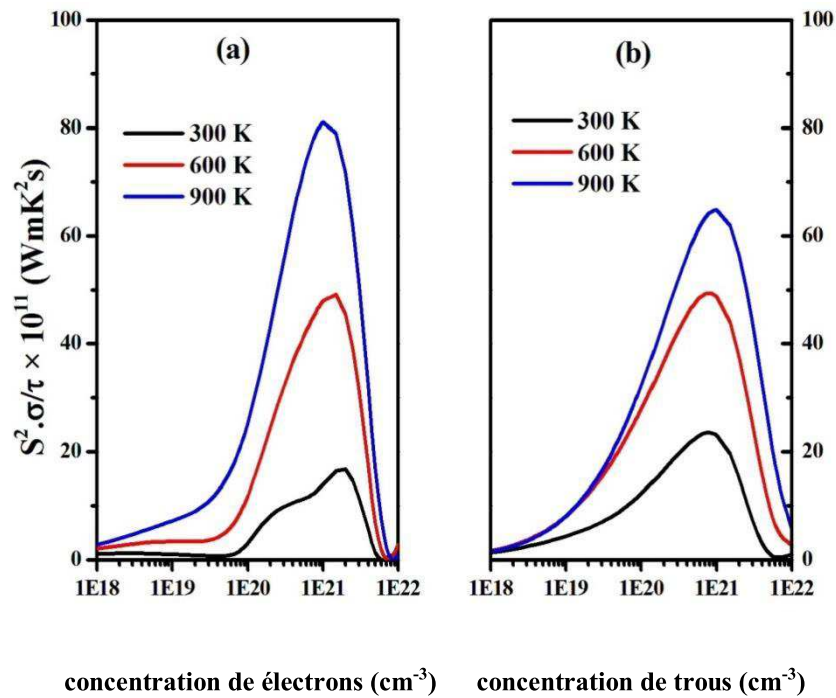 S².σ/τ × 10¹¹ (WmK²s)
100
80
60
40
20
0
(a)
300 K
600 K
900 K
1E18 1E19 1E20 1E21 1E22
concentration de électrons (cm⁻³)
(b)
300 K
600 K
900 K
100
80
60
40
20
0
1E18 1E19 1E20 1E21 1E22
concentration de trous (cm⁻³)